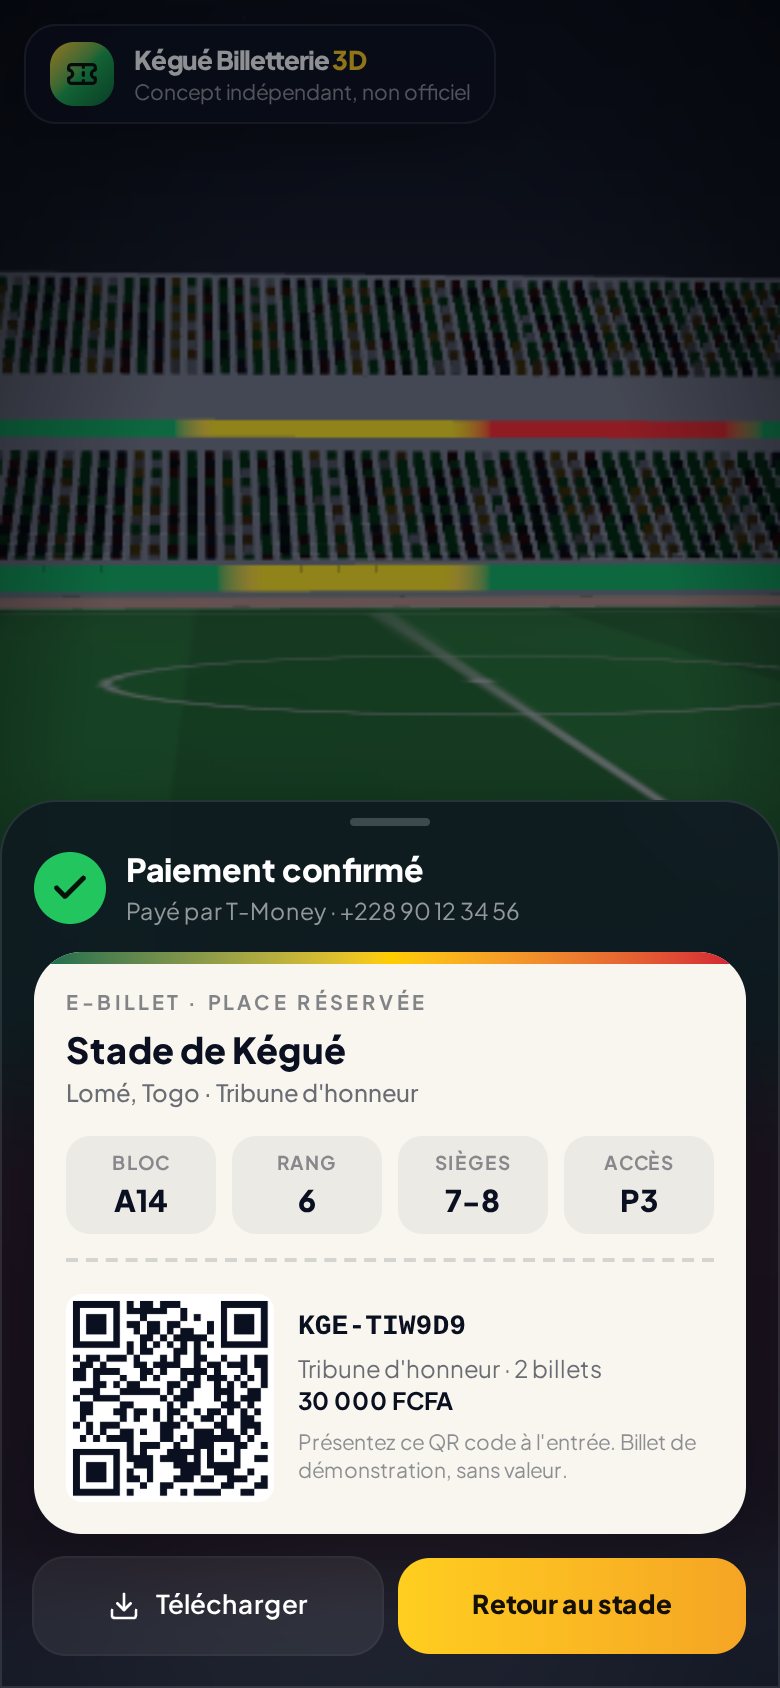 Kégué Billetterie 3D
Concept indépendant, non officiel
Paiement confirmé
Payé par T-Money · +228 90 12 34 56
E-BILLET · PLACE RÉSERVÉE
Stade de Kégué
Lomé, Togo · Tribune d'honneur
BLOC RANG SIÈGES ACCÈS
A14 6 7–8 P3
KGE-TIW9D9
Tribune d'honneur · 2 billets
30 000 FCFA
Présentez ce QR code à l'entrée. Billet de
démonstration, sans valeur.
Télécharger Retour au stade